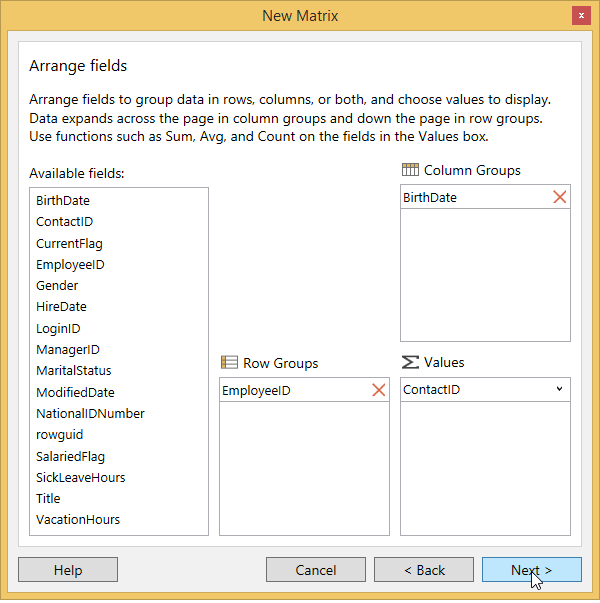 New Matrix
Arrange fields
Arrange fields to group data in rows, columns, or both, and choose values to display.
Data expands across the page in column groups and down the page in row groups.
Use functions such as Sum, Avg, and Count on the fields in the Values box.
Available fields:
BirthDate
ContactID
CurrentFlag
EmployeeID
Gender
HireDate
LoginID
ManagerID
MaritalStatus
ModifiedDate
NationalIDNumber
rowguid
SalariedFlag
SickLeaveHours
Title
VacationHours
Column Groups
BirthDate
Row Groups
EmployeeID
Values
ContactID
Help
Cancel
< Back
Next >